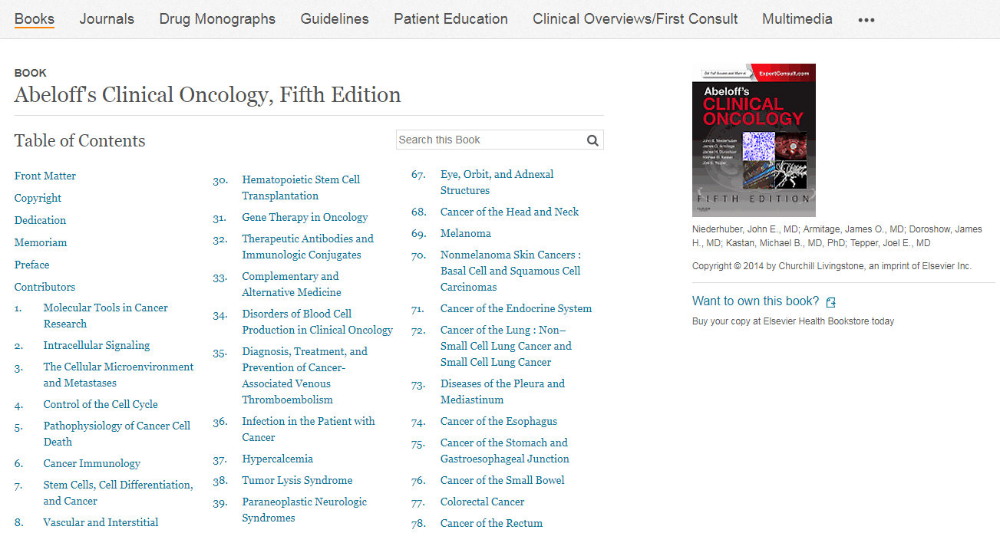 Books Journals Drug Monographs Guidelines Patient Education Clinical Overviews/First Consult Multimedia •••
BOOK
Abeloff's Clinical Oncology, Fifth Edition
Table of Contents
Search this Book
Front Matter
Copyright
Dedication
Memoriam
Preface
Contributors
1. Molecular Tools in Cancer
Research
2. Intracellular Signaling
3. The Cellular Microenvironment
and Metastases
4. Control of the Cell Cycle
5. Pathophysiology of Cancer Cell
Death
6. Cancer Immunology
7. Stem Cells, Cell Differentiation,
and Cancer
8. Vascular and Interstitial
30. Hematopoietic Stem Cell
Transplantation
31. Gene Therapy in Oncology
32. Therapeutic Antibodies and
Immunologic Conjugates
33. Complementary and
Alternative Medicine
34. Disorders of Blood Cell
Production in Clinical Oncology
35. Diagnosis, Treatment, and
Prevention of Cancer-
Associated Venous
Thromboembolism
36. Infection in the Patient with
Cancer
37. Hypercalcemia
38. Tumor Lysis Syndrome
39. Paraneoplastic Neurologic
Syndromes
67. Eye, Orbit, and Adnexal
Structures
68. Cancer of the Head and Neck
69. Melanoma
70. Nonmelanoma Skin Cancers :
Basal Cell and Squamous Cell
Carcinomas
71. Cancer of the Endocrine System
72. Cancer of the Lung : Non–
Small Cell Lung Cancer and
Small Cell Lung Cancer
73. Diseases of the Pleura and
Mediastinum
74. Cancer of the Esophagus
75. Cancer of the Stomach and
Gastroesophageal Junction
76. Cancer of the Small Bowel
77. Colorectal Cancer
78. Cancer of the Rectum
Get Full Access and More at
ExpertConsult.com
Abeloff's
CLINICAL
ONCOLOGY
John E. Niederhuber
James O. Armitage
James H. Doroshow
Michael B. Kastan
Joel E. Tepper
FIFTH EDITION
Niederhuber, John E., MD; Armitage, James O., MD; Doroshow, James
H., MD; Kastan, Michael B., MD, PhD; Tepper, Joel E., MD
Copyright © 2014 by Churchill Livingstone, an imprint of Elsevier Inc.
Want to own this book?
Buy your copy at Elsevier Health Bookstore today